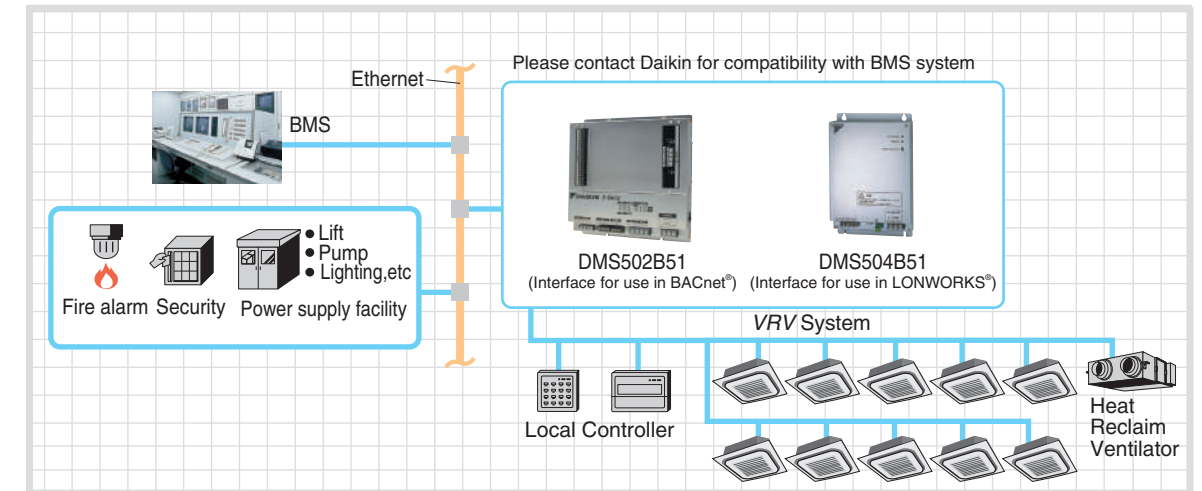 Please contact Daikin for compatibility with BMS system
Ethernet
BMS
● Lift
● Pump
● Lighting,etc
Fire alarm
Security
Power supply facility
DMS502B51
(Interface for use in BACnet®)
DMS504B51
(Interface for use in LONWORKS®)
VRV System
Local Controller
Heat
Reclaim
Ventilator